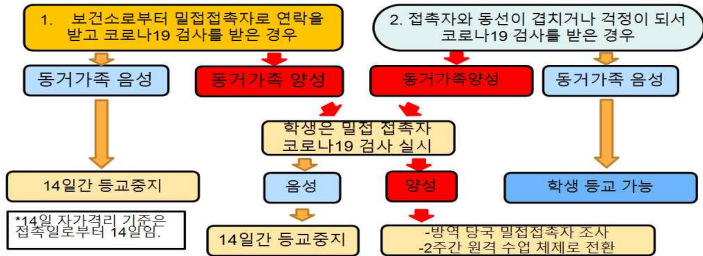 1. 보건소로부터 밀접접촉자로 연락을
받고 코로나19 검사를 받은 경우
2. 접촉자와 동선이 겹치거나 걱정이 되서
코로나19 검사를 받은 경우
동거가족 음성
동거가족 양성
동거가족양성
동거가족 음성
학생은 밀접 접촉자
코로나19 검사 실시
14일간 등교중지
음성
양성
학생 등교 가능
*14일 자가격리 기준은
접촉일로부터 14일임.
14일간 등교중지
-방역 당국 밀접접촉자 조사
-2주간 원격 수업 체제로 전환